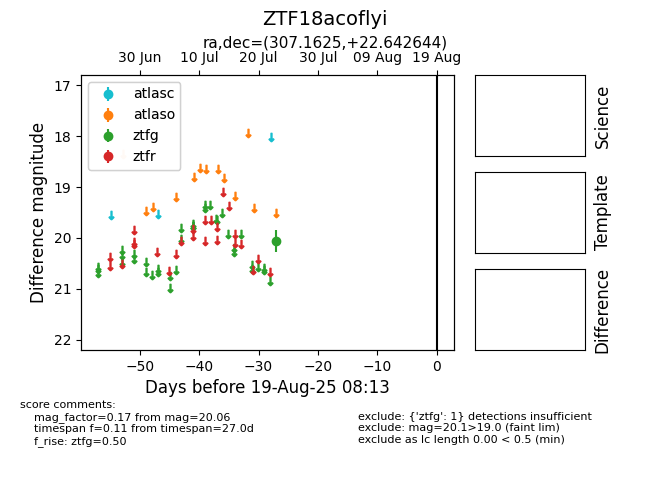 ZTF18acoflyi
ra,dec=(307.1625,+22.642644)
30 Jun 10 Jul 20 Jul 30 Jul 09 Aug 19 Aug
17
18
19
20
21
22
Difference magnitude
atlasc
atlaso
ztfg
ztfr
−50 −40 −30 −20 −10 0
Days before 19-Aug-25 08:13
Science
Template
Difference
score comments:
mag_factor=0.17 from mag=20.06
timespan f=0.11 from timespan=27.0d
f_rise: ztfg=0.50
exclude: {'ztfg': 1} detections insufficient
exclude: mag=20.1>19.0 (faint lim)
exclude as lc length 0.00 < 0.5 (min)